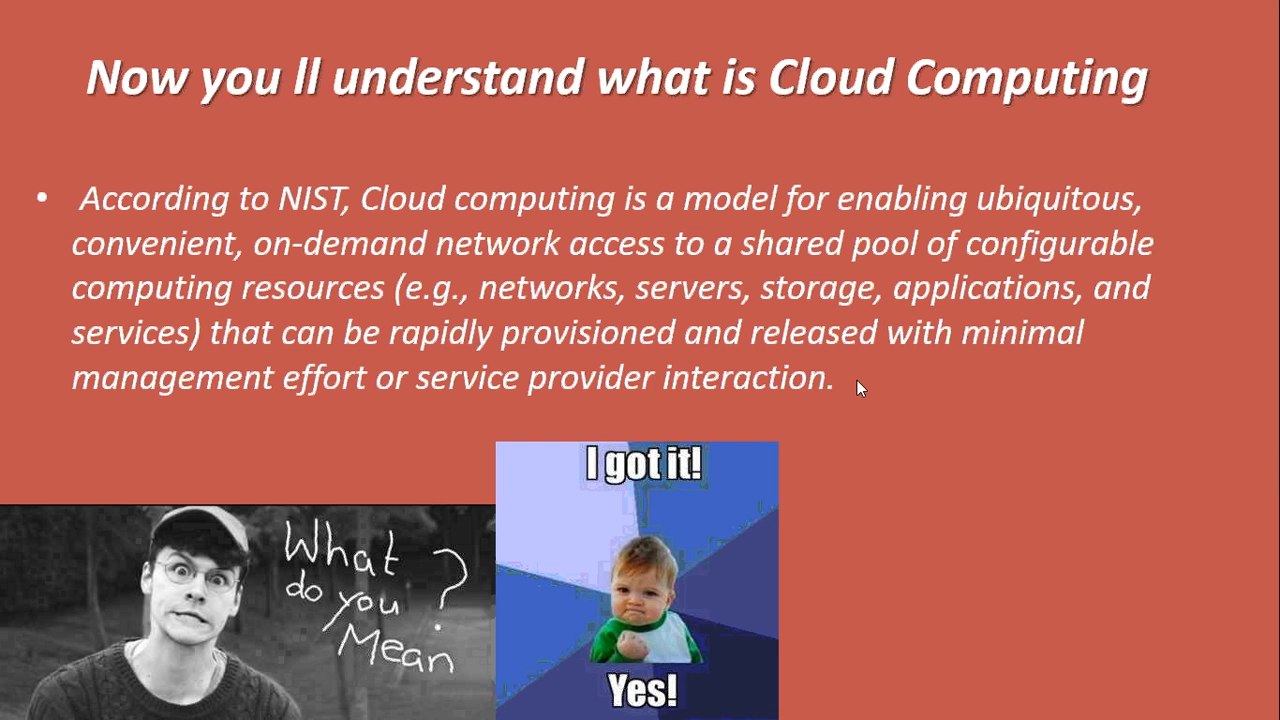 Now you ll understand what is Cloud Computing
• According to NIST, Cloud computing is a model for enabling ubiquitous,
convenient, on-demand network access to a shared pool of configurable
computing resources (e.g., networks, servers, storage, applications, and
services) that can be rapidly provisioned and released with minimal
management effort or service provider interaction.
What
do you ?
Mean
I got it!
Yes!